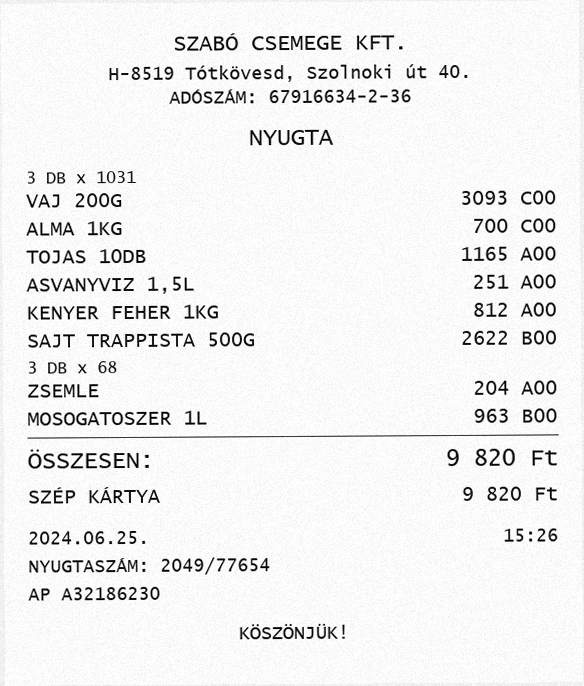 SZABÓ CSEMEGE KFT.
H-8519 Tótkövesd, Szolnoki út 40.
ADÓSZÁM: 67916634-2-36
NYUGTA
3 DB x 1031
VAJ 200G 3093 C00
ALMA 1KG 700 C00
TOJAS 10DB 1165 A00
ASVANYVIZ 1,5L 251 A00
KENYER FEHER 1KG 812 A00
SAJT TRAPPISTA 500G 2622 B00
3 DB x 68
ZSEMLE 204 A00
MOSOGATOSZER 1L 963 B00
ÖSSZESEN: 9 820 Ft
SZÉP KÁRTYA 9 820 Ft
2024.06.25. 15:26
NYUGTASZÁM: 2049/77654
AP A32186230
KÖSZÖNJÜK!